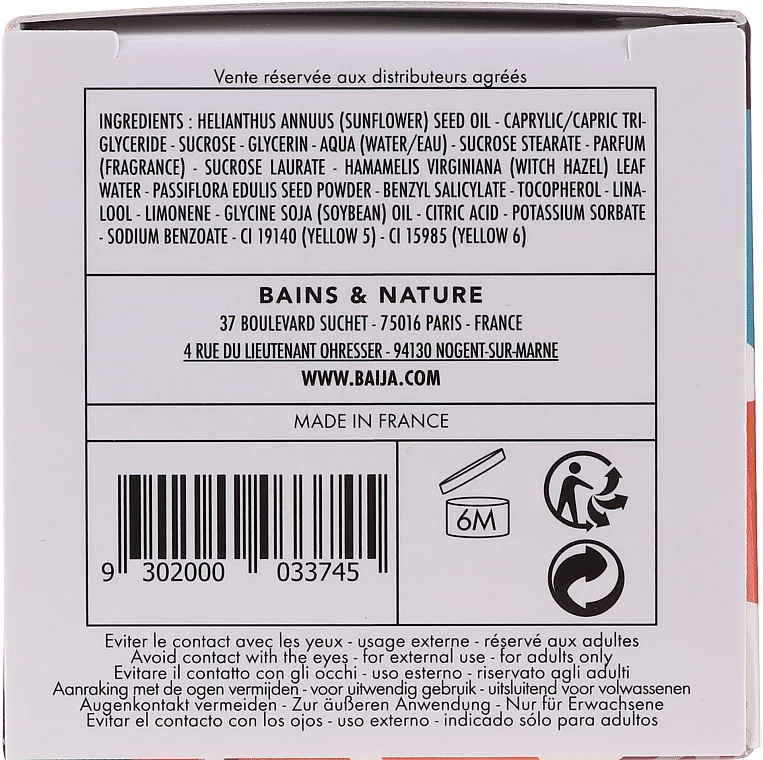 Vente réservée aux distributeurs agréés
INGREDIENTS : HELIANTHUS ANNUUS (SUNFLOWER) SEED OIL - CAPRYLIC/CAPRIC TRI-
GLYCERIDE - SUCROSE - GLYCERIN - AQUA (WATER/EAU) - SUCROSE STEARATE - PARFUM
(FRAGRANCE) - SUCROSE LAURATE - HAMAMELIS VIRGINIANA (WITCH HAZEL) LEAF
WATER - PASSIFLORA EDULIS SEED POWDER - BENZYL SALICYLATE - TOCOPHEROL - LINA-
LOOL - LIMONENE - GLYCINE SOJA (SOYBEAN) OIL - CITRIC ACID - POTASSIUM SORBATE
- SODIUM BENZOATE - CI 19140 (YELLOW 5) - CI 15985 (YELLOW 6)
BAINS & NATURE
37 BOULEVARD SUCHET - 75016 PARIS - FRANCE
4 RUE DU LIEUTENANT OHRESSER - 94130 NOGENT-SUR-MARNE
WWW.BAIJA.COM
MADE IN FRANCE
6M
9 302000 033745
Eviter le contact avec les yeux - usage externe - réservé aux adultes
Avoid contact with the eyes - for external use - for adults only
Evitare il contatto con gli occhi - uso esterno - riservato agli adulti
Aanraking met de ogen vermijden - voor uitwendig gebruik - uitsluitend voor volwassenen
Augenkontakt vermeiden - Zur äußeren Anwendung - Nur für Erwachsene
Evitar el contacto con los ojos - uso externo - indicado sólo para adultos